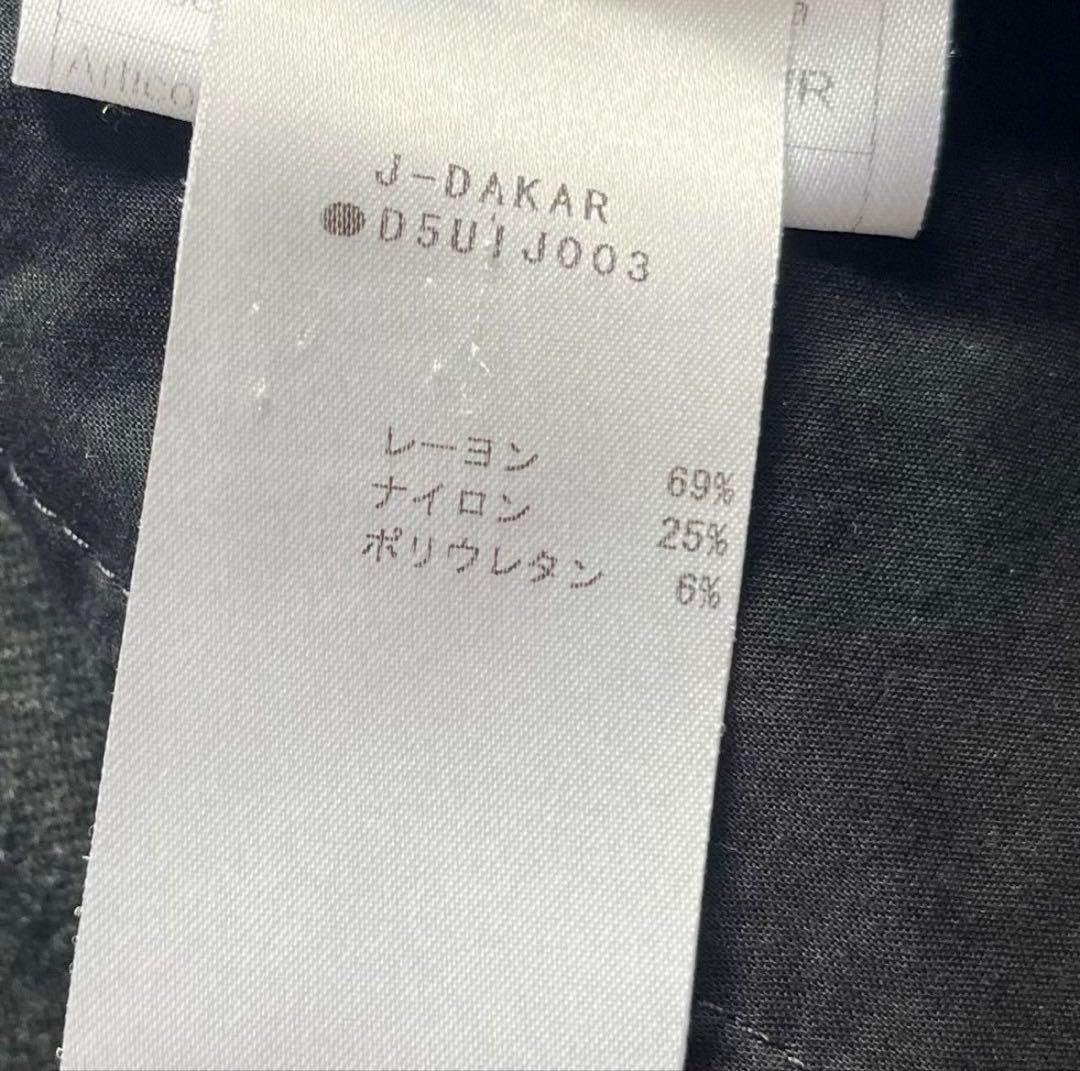 Artico
J-DAKAR
●D5U1J003
レーヨン 69%
ナイロン 25%
ポリウレタン 6%